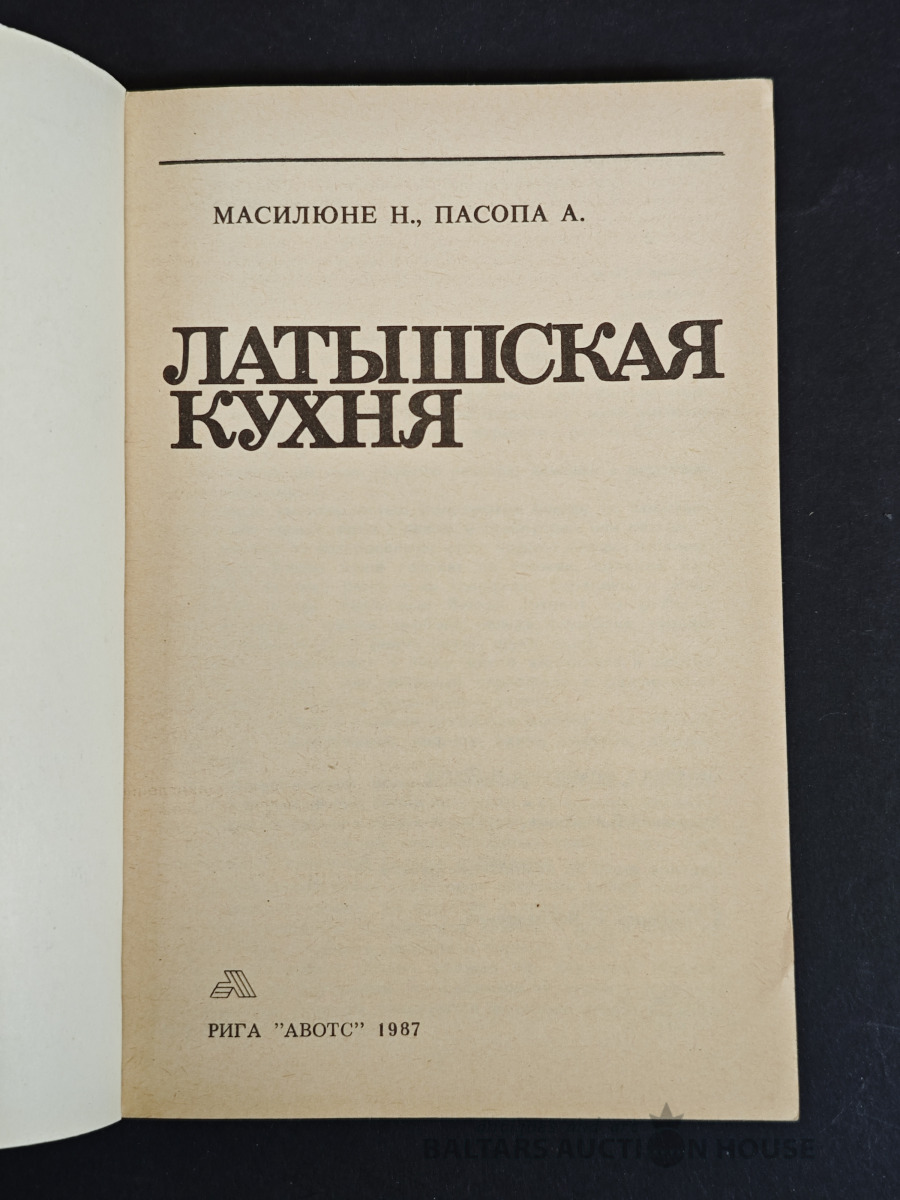 МАСИЛЮНЕ Н., ПАСОПА А.
ЛАТЫШСКАЯ
КУХНЯ
РИГА "АВОТС" 1987
BALTARS AUCTION HOUSE